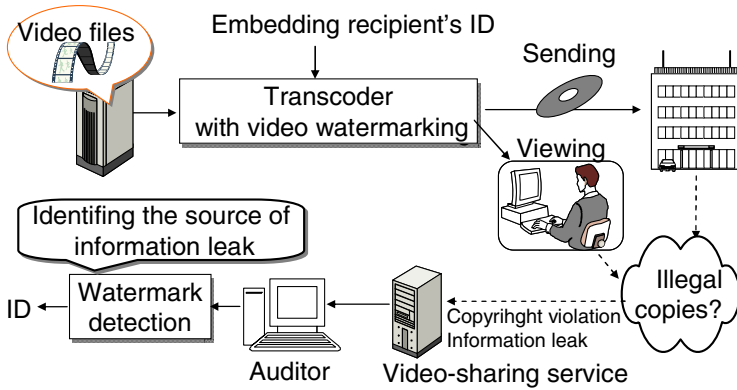 Video files
Embedding recipient's ID
Sending
Transcoder
with video watermarking
Viewing
Identifing the source of
information leak
Illegal
copies?
ID
Watermark
detection
Copyrihght violation
Information leak
Auditor
Video-sharing service